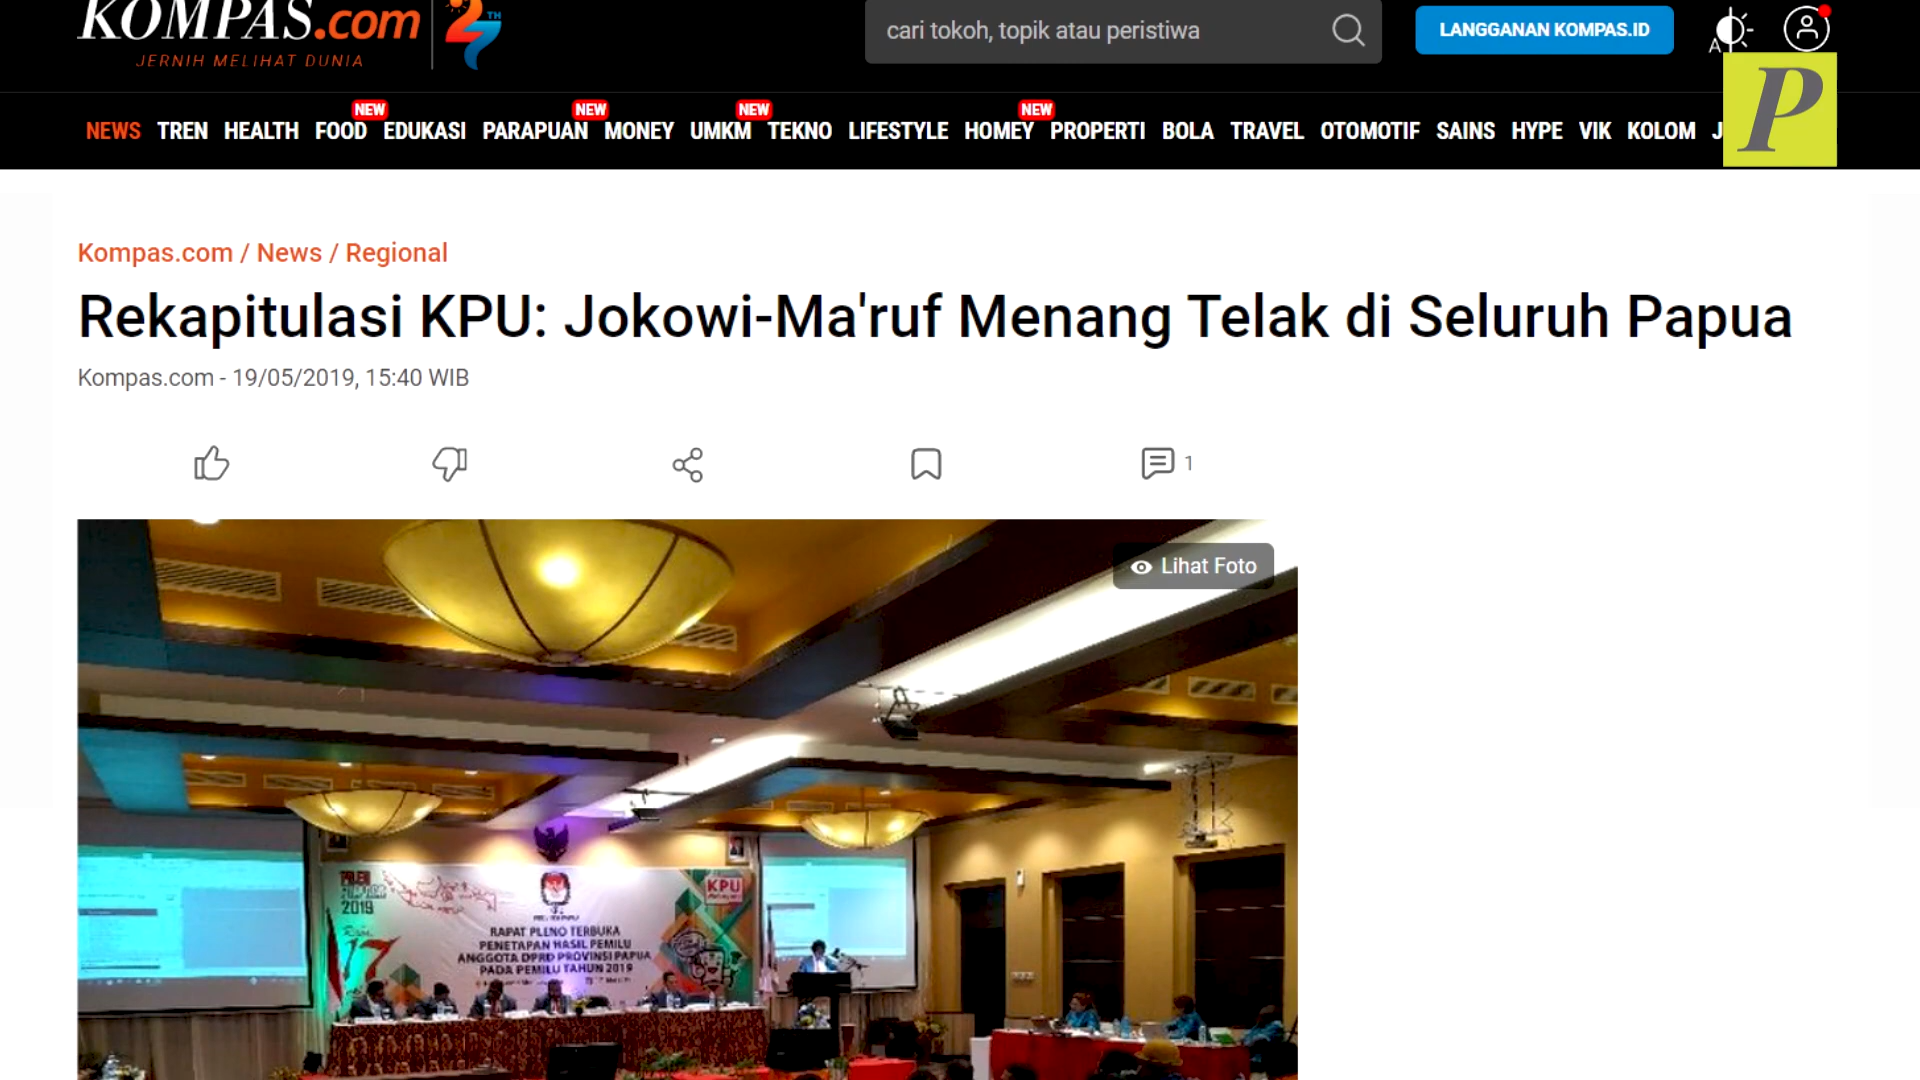 KOMPAS.com
TH
JERNIH MELIHAT DUNIA
cari tokoh, topik atau peristiwa
LANGGANAN KOMPAS.ID
A
P
NEW NEW NEW NEW
NEWS TREN HEALTH FOOD EDUKASI PARAPUAN MONEY UMKM TEKNO LIFESTYLE HOMEY PROPERTI BOLA TRAVEL OTOMOTIF SAINS HYPE VIK KOLOM J
Kompas.com / News / Regional
Rekapitulasi KPU: Jokowi-Ma'ruf Menang Telak di Seluruh Papua
Kompas.com - 19/05/2019, 15:40 WIB
1
Lihat Foto
2019
KPU
RAPAT PLENO TERBUKA
PENETAPAN HASIL PEMILU
ANGGOTA DPRD PROVINSI PAPUA
PADA PEMILU TAHUN 2019
17